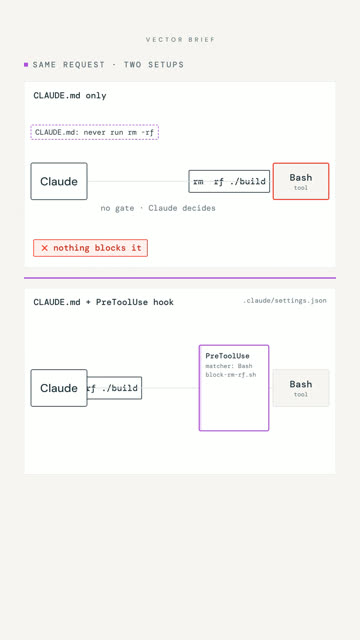 VECTOR BRIEF
SAME REQUEST · TWO SETUPS
CLAUDE.md only
CLAUDE.md: never run rm -rf
Claude
rm -rf ./build
Bash
tool
no gate · Claude decides
✕ nothing blocks it
CLAUDE.md + PreToolUse hook
.claude/settings.json
PreToolUse
matcher: Bash
block-rm-rf.sh
Claude
rf ./build
Bash
tool